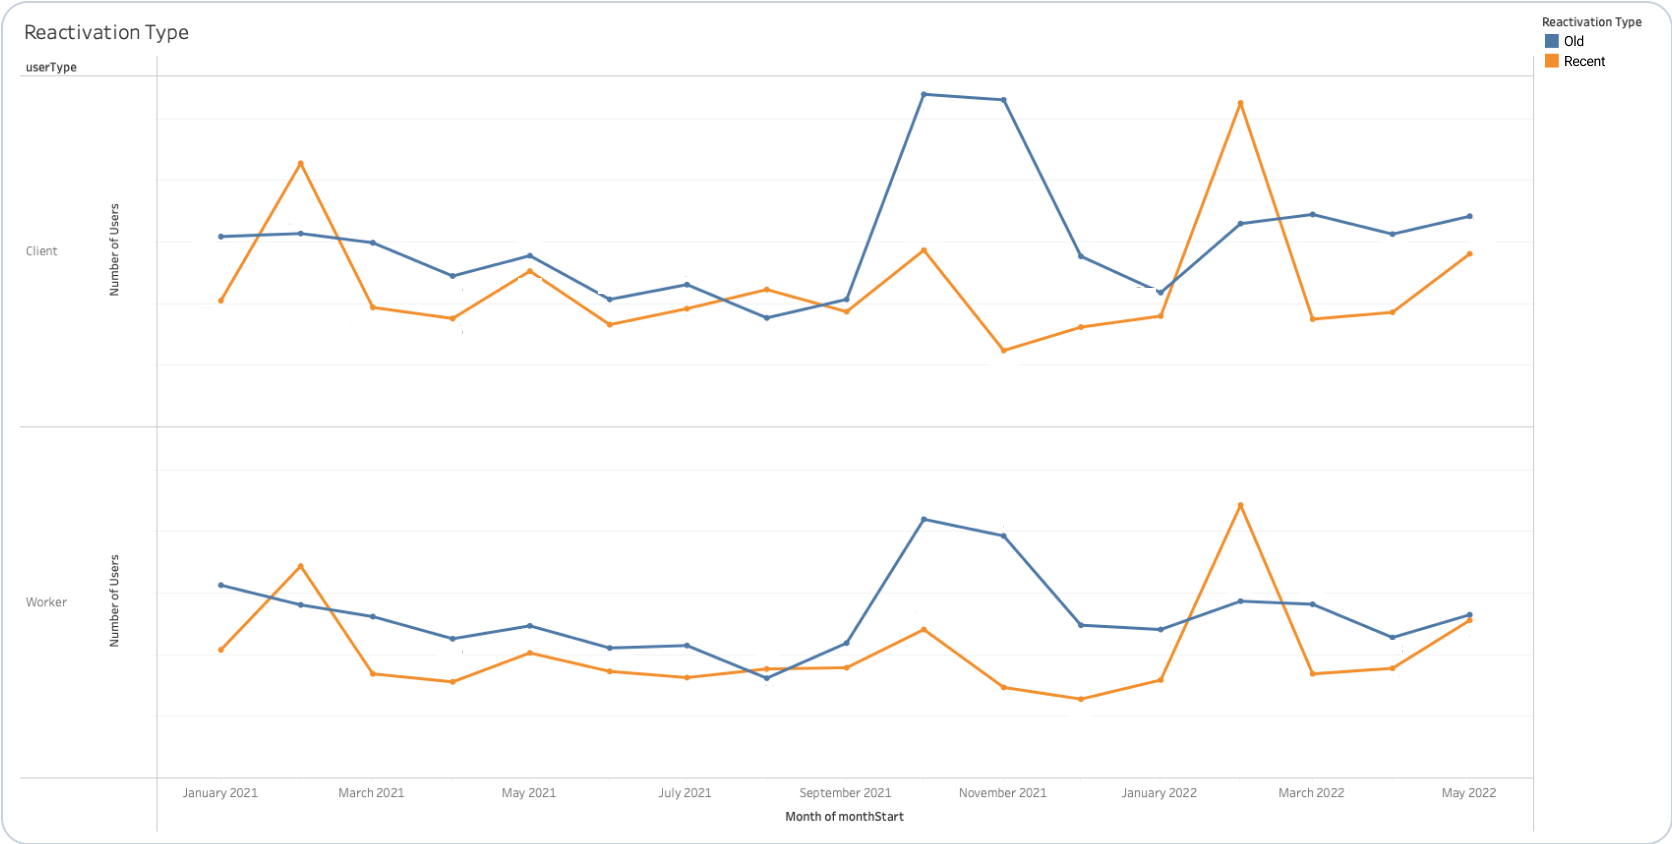 Reactivation Type
Reactivation Type
Old
Recent
userType
Client
Number of Users
Worker
Number of Users
January 2021
March 2021
May 2021
July 2021
September 2021
November 2021
January 2022
March 2022
May 2022
Month of monthStart